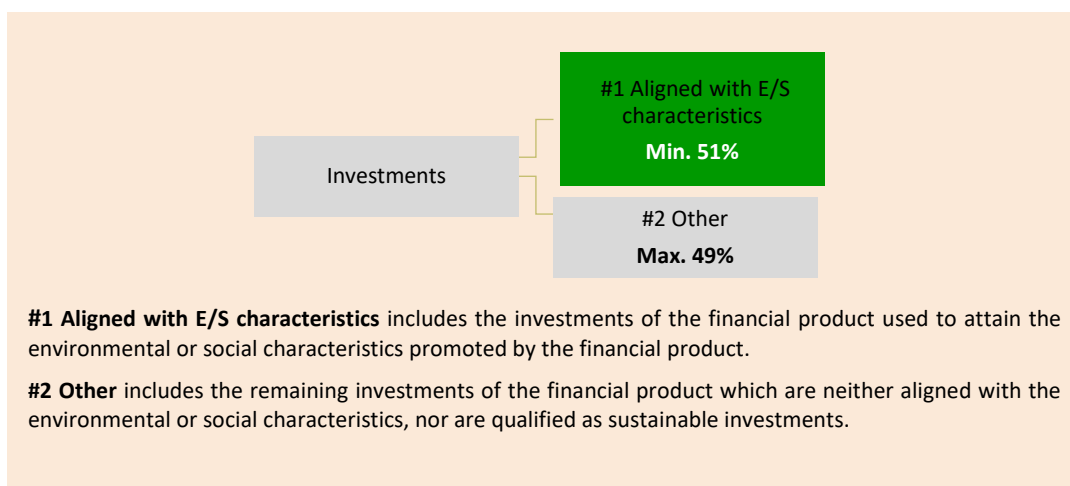 #1 Aligned with E/S
characteristics
Min. 51%
Investments
#2 Other
Max. 49%
#1 Aligned with E/S characteristics includes the investments of the financial product used to attain the
environmental or social characteristics promoted by the financial product.
#2 Other includes the remaining investments of the financial product which are neither aligned with the
environmental or social characteristics, nor are qualified as sustainable investments.